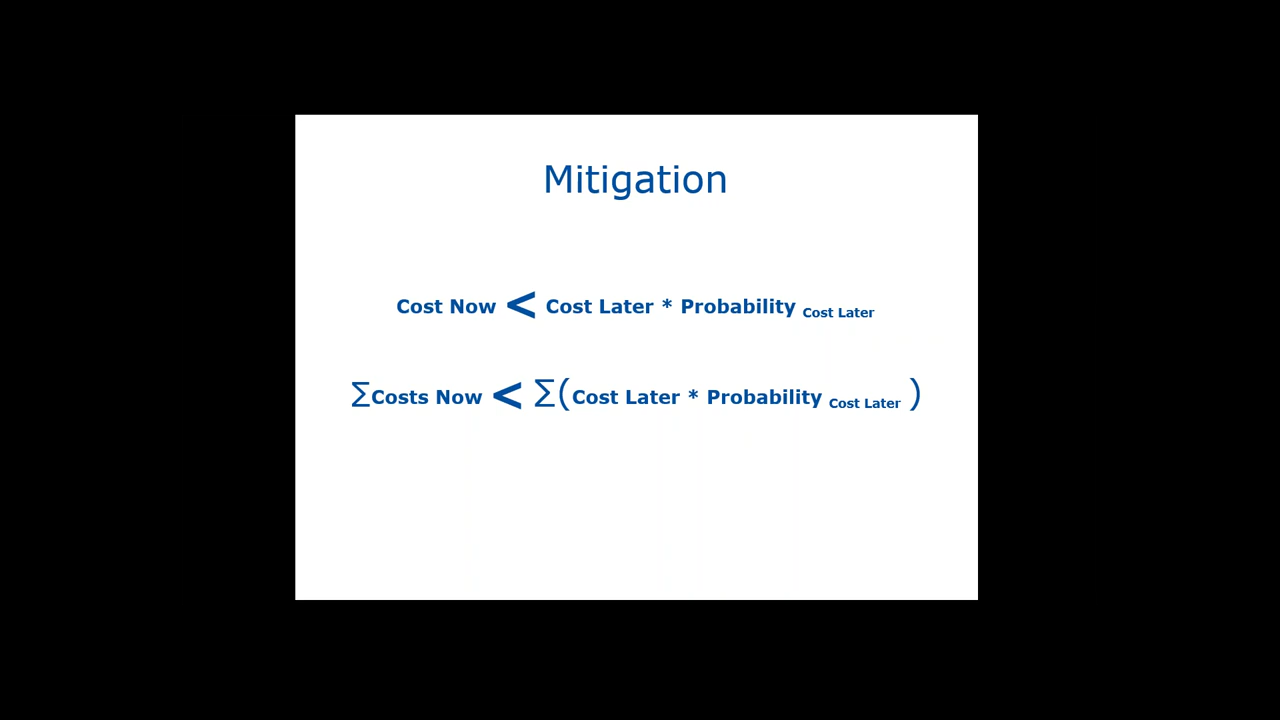 Mitigation
Cost Now < Cost Later * Probability Cost Later
∑Costs Now < ∑(Cost Later * Probability Cost Later )